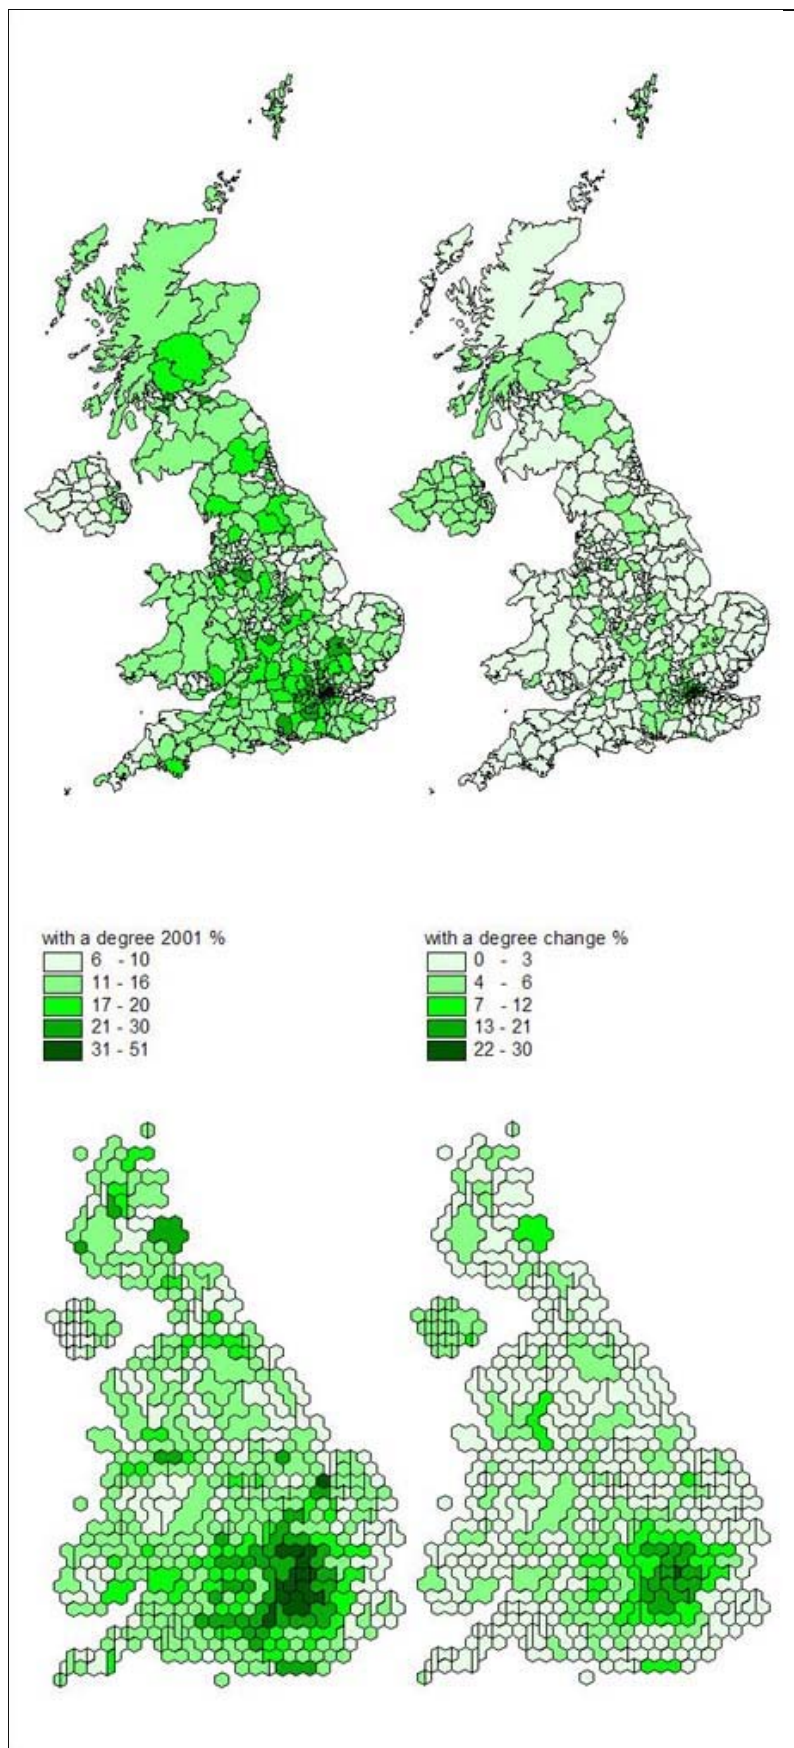 with a degree 2001 %
6 - 10
11 - 16
17 - 20
21 - 30
31 - 51
with a degree change %
0 - 3
4 - 6
7 - 12
13 - 21
22 - 30